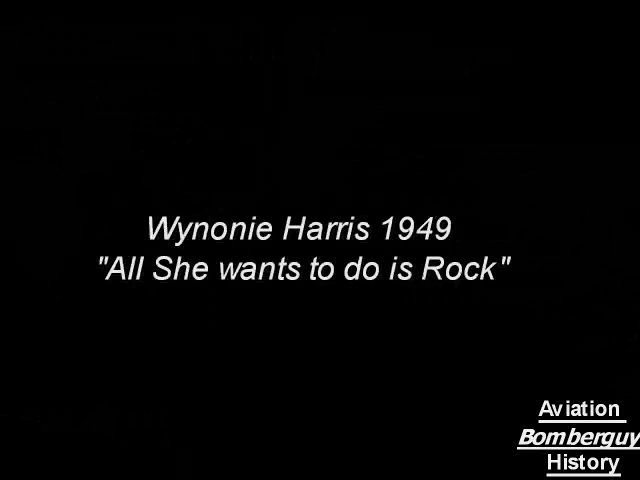 Wynonie Harris 1949
"All She wants to do is Rock"
Aviation
Bomberguy
History